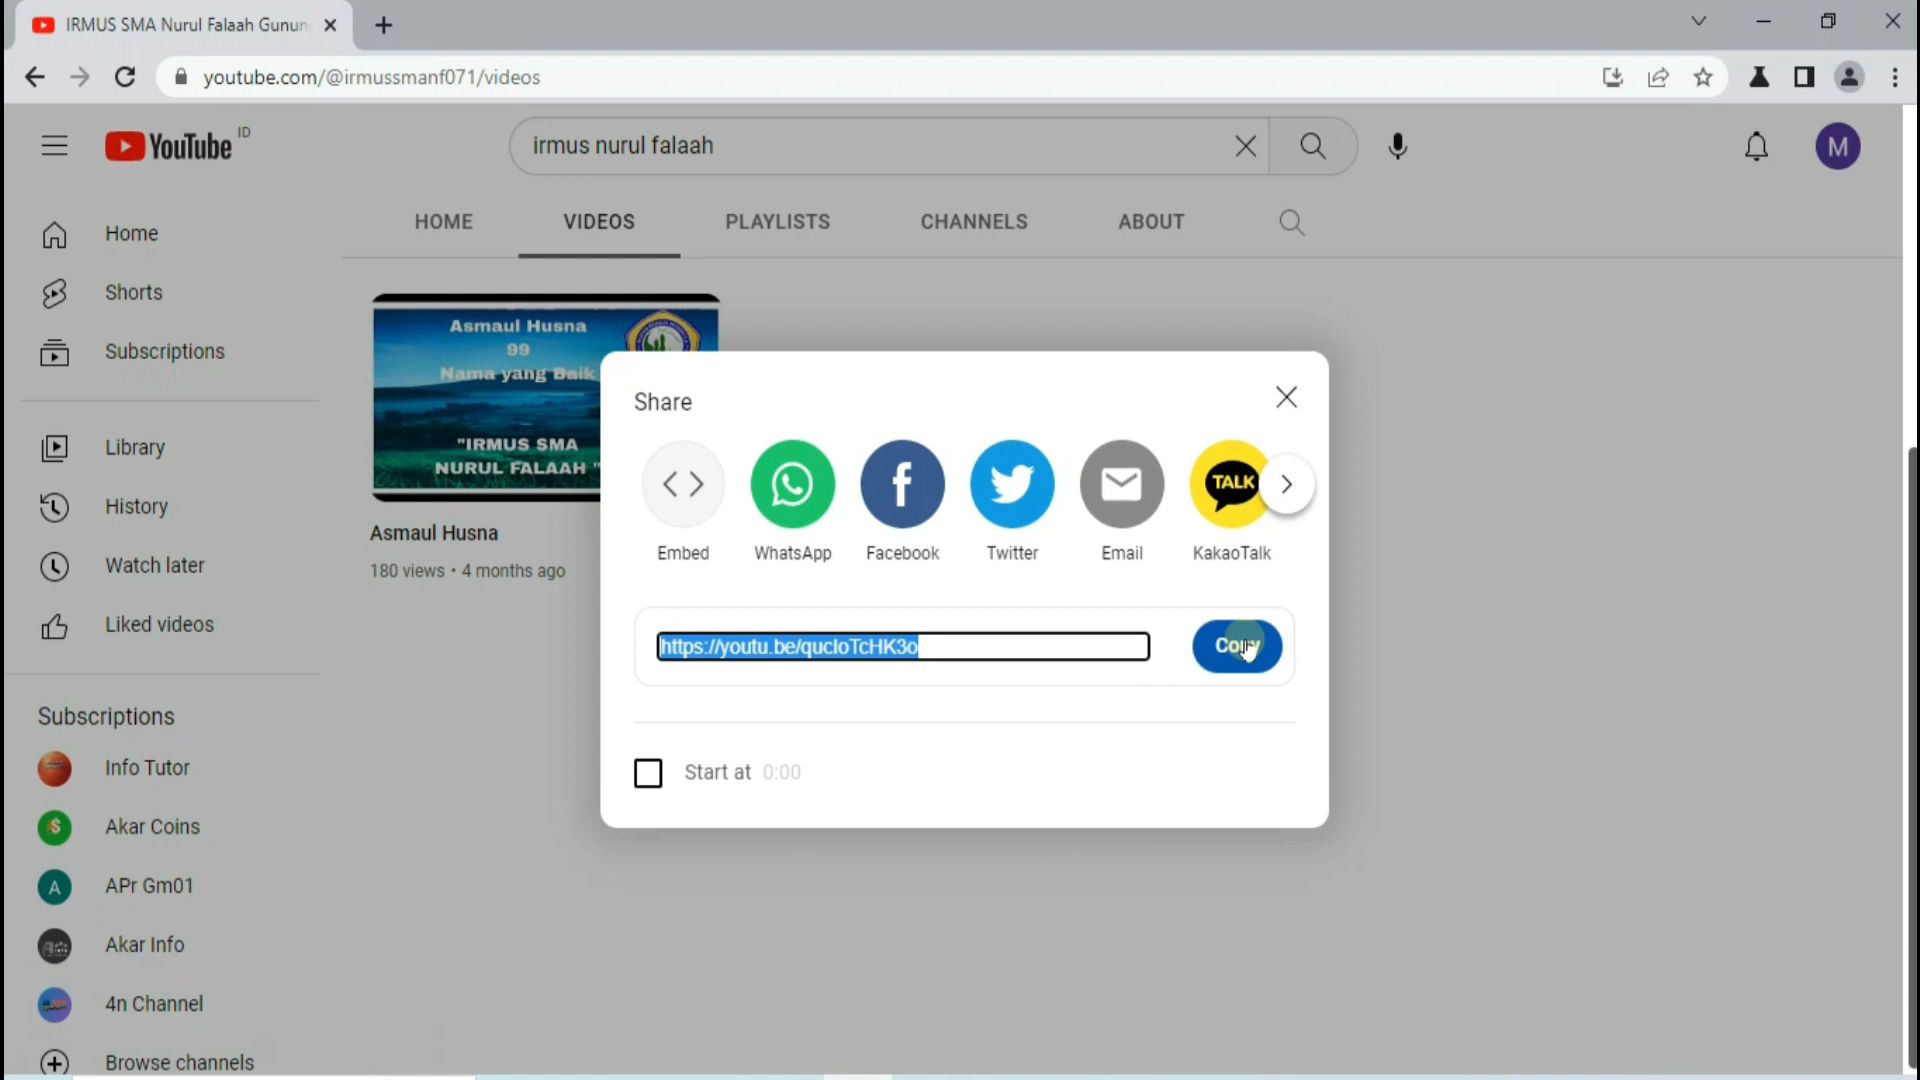 IRMUS SMA Nurul Falaah Gunun
youtube.com/@irmussmanf071/videos
YouTube ID
irmus nurul falaah
M
HOME
VIDEOS
PLAYLISTS
CHANNELS
ABOUT
Home
Shorts
Subscriptions
Library
History
Watch later
Liked videos
Subscriptions
Info Tutor
Akar Coins
A
APr Gm01
Akar Info
4n Channel
Browse channels
Asmaul Husna
99
Nama yang Baik
"IRMUS SMA
NURUL FALAAH "
Asmaul Husna
180 views • 4 months ago
Share
TALK
Embed
WhatsApp
Facebook
Twitter
Email
KakaoTalk
https://youtu.be/qucIoTcHK3o
Copy
Start at 0:00